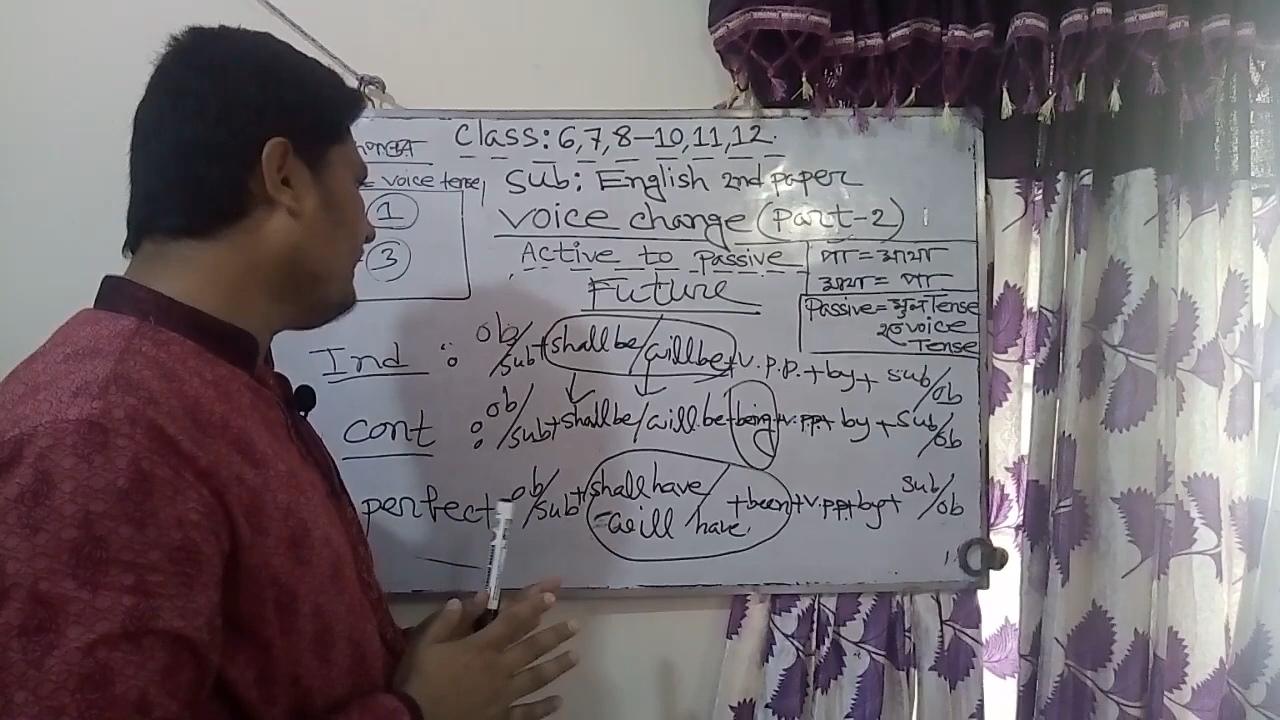 Class: 6,7,8-10,11,12.
= voice tense,
Sub: English 2nd paper
1
Voice change (Part-2)
3
Active to Passive
Future
Passive = মূল Tense
voice
Tense
Ind : ob/sub + shall be/will be + v.p.p. + by + sub/ob
cont : ob/sub + shall be/will be + being + v.pp + by + sub/ob
perfect ob/sub + shall have/will have + been + v.pp + by + sub/ob